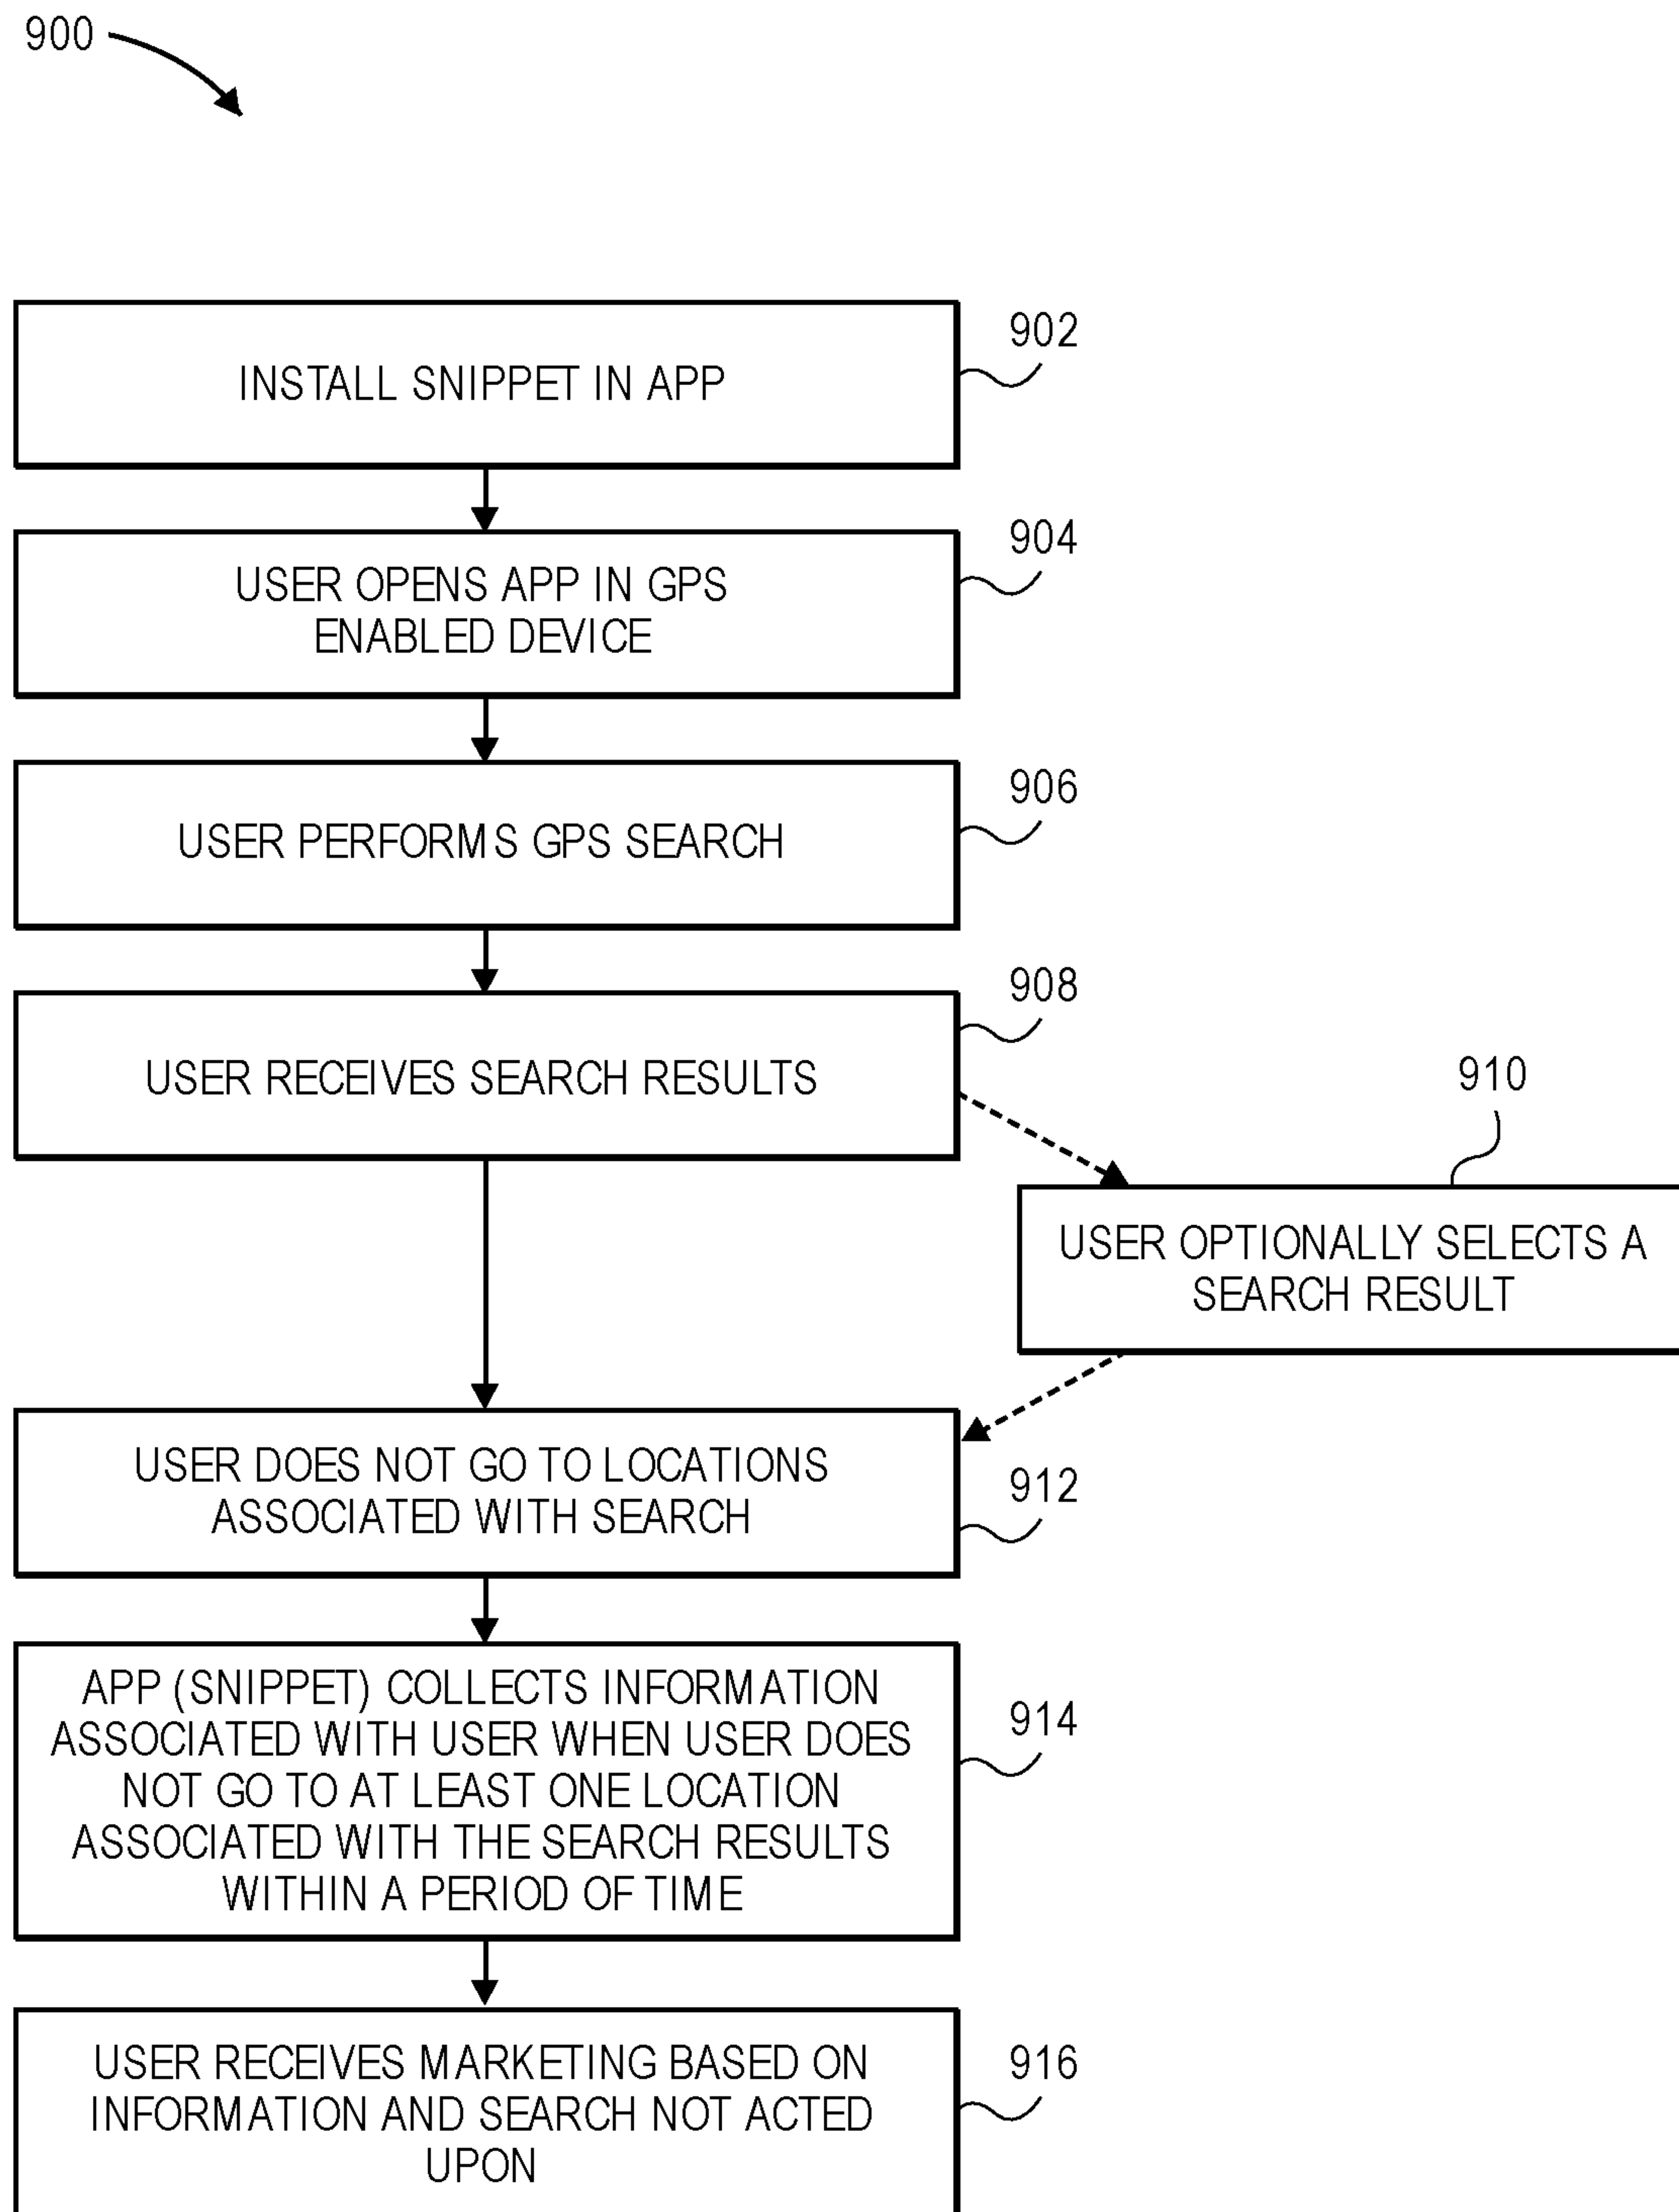 900
902
INSTALL SNIPPET IN APP
904
USER OPENS APP IN GPS
ENABLED DEVICE
906
USER PERFORMS GPS SEARCH
908
USER RECEIVES SEARCH RESULTS
910
USER OPTIONALLY SELECTS A
SEARCH RESULT
USER DOES NOT GO TO LOCATIONS
ASSOCIATED WITH SEARCH
912
APP (SNIPPET) COLLECTS INFORMATION
ASSOCIATED WITH USER WHEN USER DOES
NOT GO TO AT LEAST ONE LOCATION
ASSOCIATED WITH THE SEARCH RESULTS
WITHIN A PERIOD OF TIME
914
USER RECEIVES MARKETING BASED ON
INFORMATION AND SEARCH NOT ACTED
UPON
916